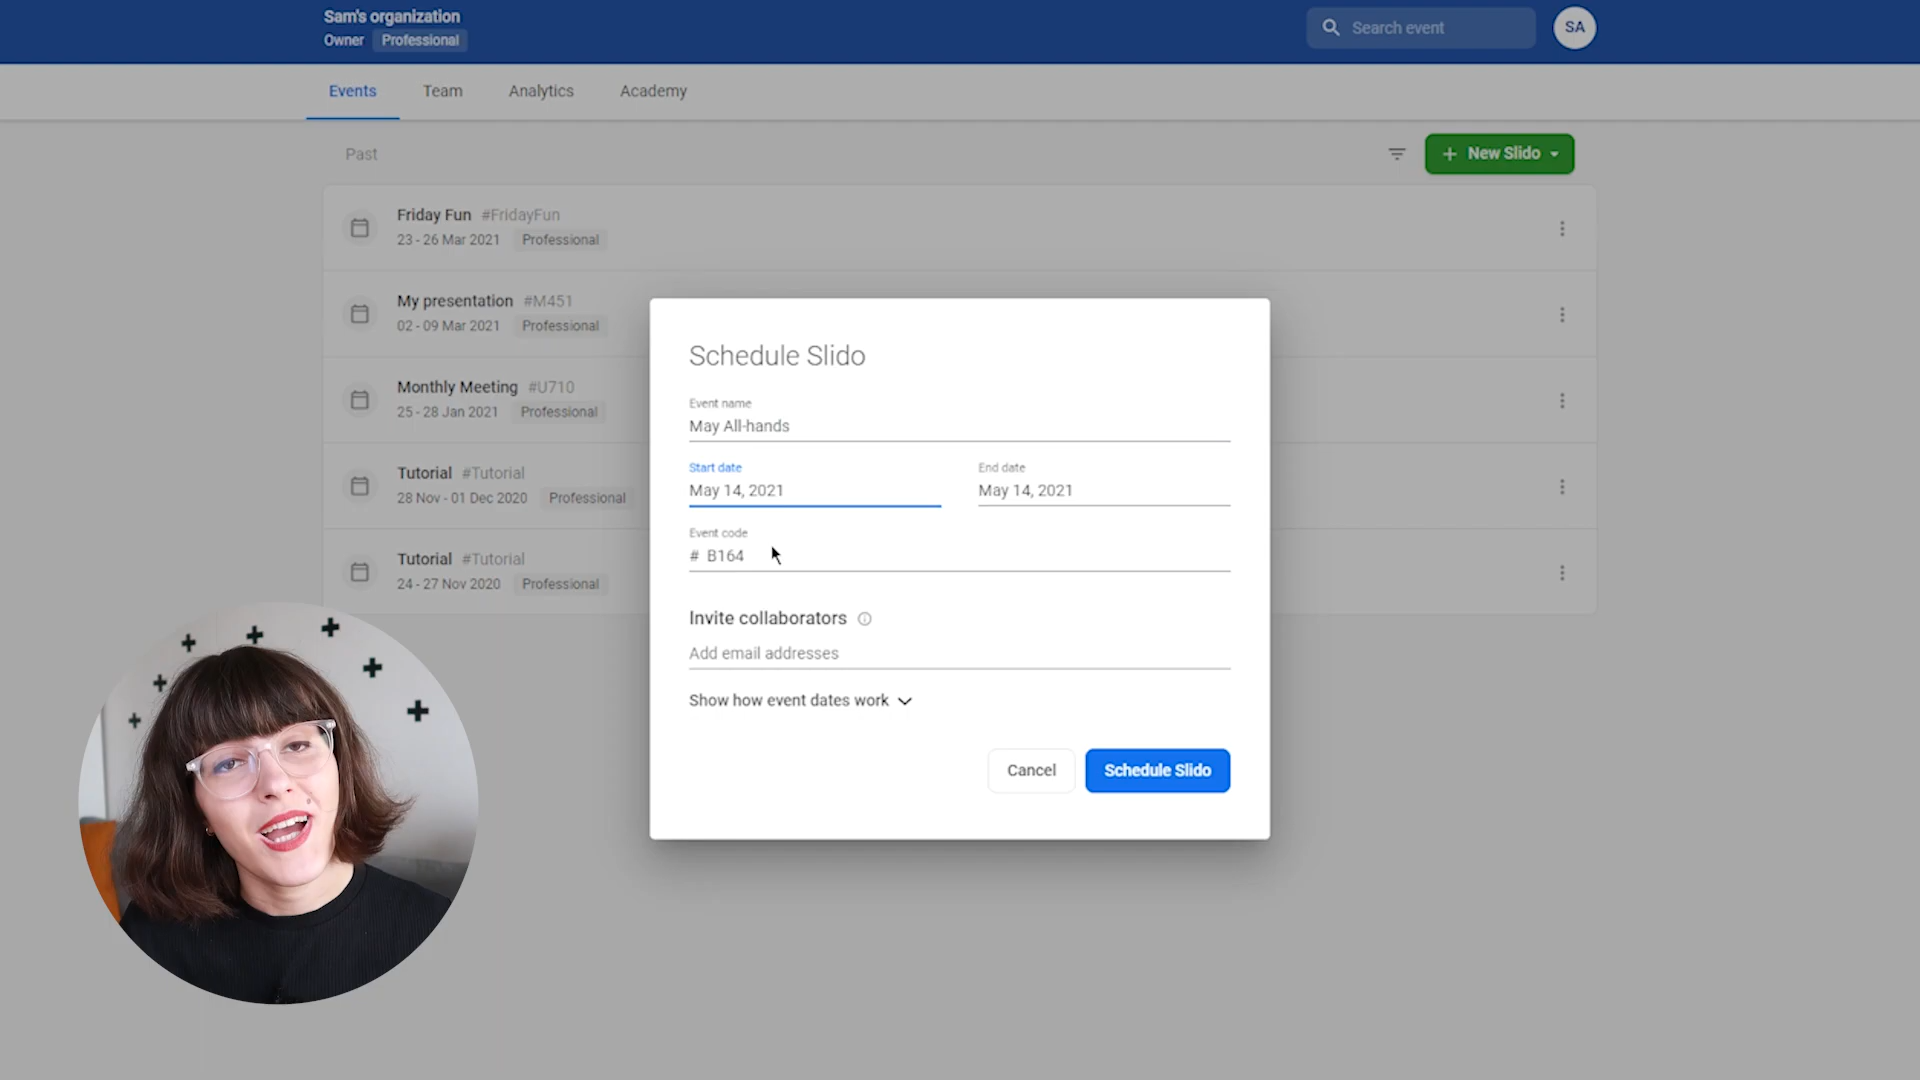 Sam's organization
Owner Professional
Search event
SA
Events Team Analytics Academy
Past
+ New Slido
Friday Fun #FridayFun
23 - 26 Mar 2021 Professional
My presentation #M451
02 - 09 Mar 2021 Professional
Monthly Meeting #U710
25 - 28 Jan 2021 Professional
Tutorial #Tutorial
28 Nov - 01 Dec 2020 Professional
Tutorial #Tutorial
24 - 27 Nov 2020 Professional
Schedule Slido
Event name
May All-hands
Start date End date
May 14, 2021 May 14, 2021
Event code
# B164
Invite collaborators
Add email addresses
Show how event dates work
Cancel Schedule Slido